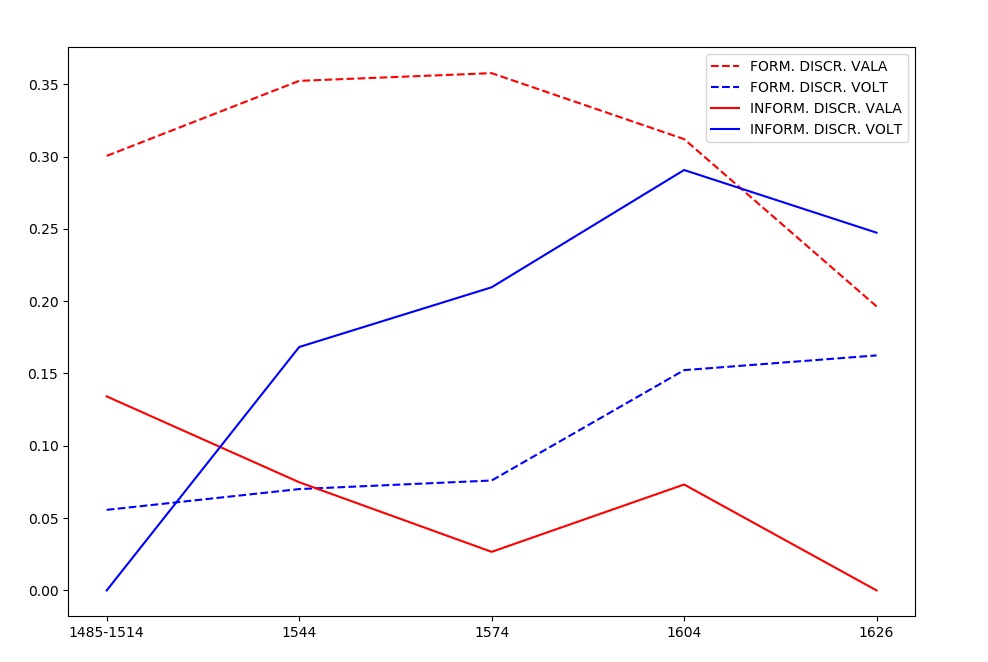 FORM. DISCR. VALA
FORM. DISCR. VOLT
INFORM. DISCR. VALA
INFORM. DISCR. VOLT
0.35
0.30
0.25
0.20
0.15
0.10
0.05
0.00
1485-1514 1544 1574 1604 1626